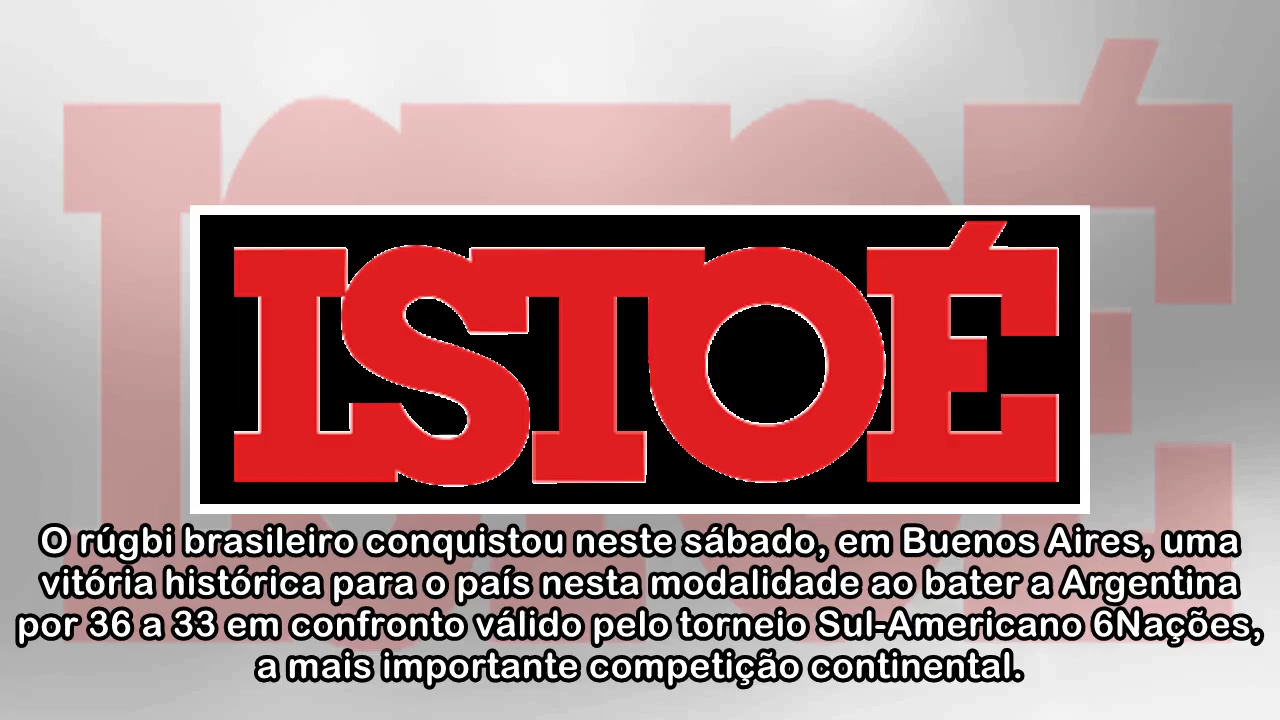 ISTOÉ
O rúgbi brasileiro conquistou neste sábado, em Buenos Aires, uma
vitória histórica para o país nesta modalidade ao bater a Argentina
por 36 a 33 em confronto válido pelo torneio Sul-Americano 6Nações,
a mais importante competição continental.